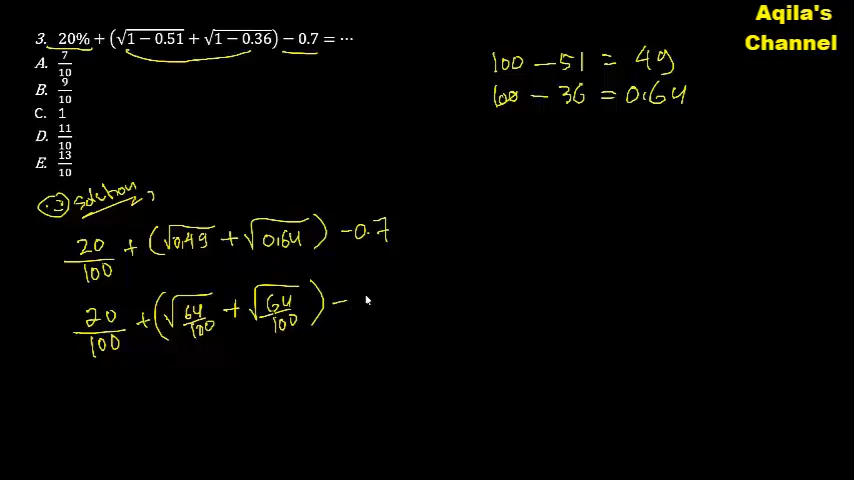 Aqila's
Channel
3. 20% + (√1 − 0.51 + √1 − 0.36) − 0.7 = ⋯
A. 7/10
B. 9/10
C. 1
D. 11/10
E. 13/10
100 − 51 = 49
100 − 36 = 0.64
solution,
20/100 + (√0.49 + √0.64) − 0.7
20/100 + (√64/100 + √64/100) −